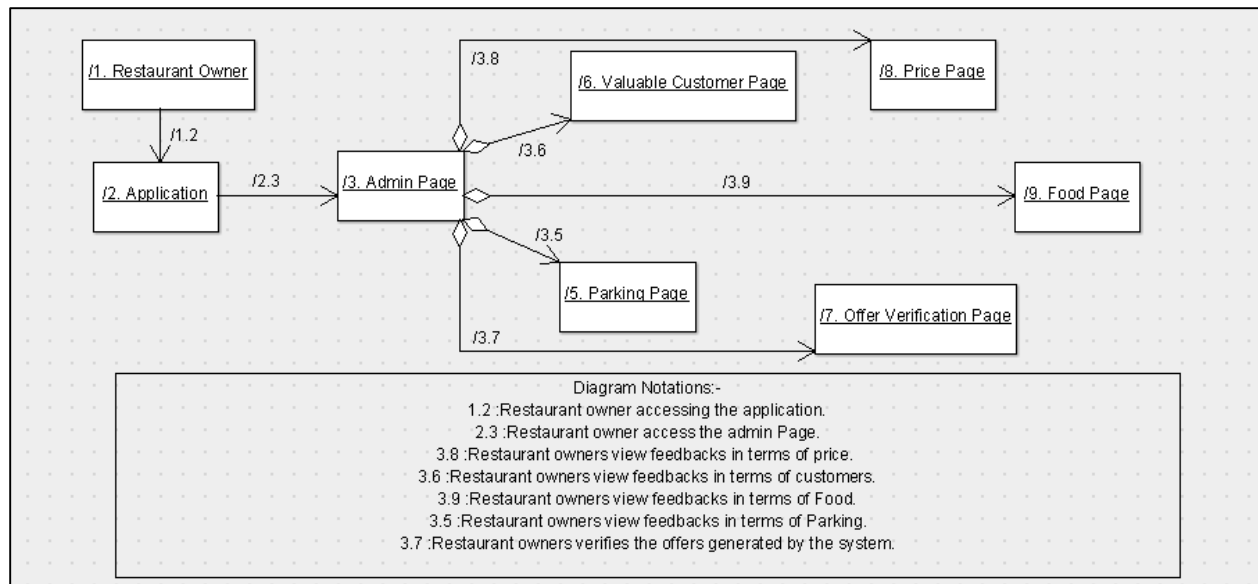 /3.8
/1. Restaurant Owner
/6. Valuable Customer Page
/8. Price Page
/1.2
/3.6
/2. Application
/2.3
/3. Admin Page
/3.9
/9. Food Page
/3.5
/5. Parking Page
/7. Offer Verification Page
/3.7
Diagram Notations:-
1.2 :Restaurant owner accessing the application.
2.3 :Restaurant owner access the admin Page.
3.8 :Restaurant owners view feedbacks in terms of price.
3.6 :Restaurant owners view feedbacks in terms of customers.
3.9 :Restaurant owners view feedbacks in terms of Food.
3.5 :Restaurant owners view feedbacks in terms of Parking.
3.7 :Restaurant owners verifies the offers generated by the system.